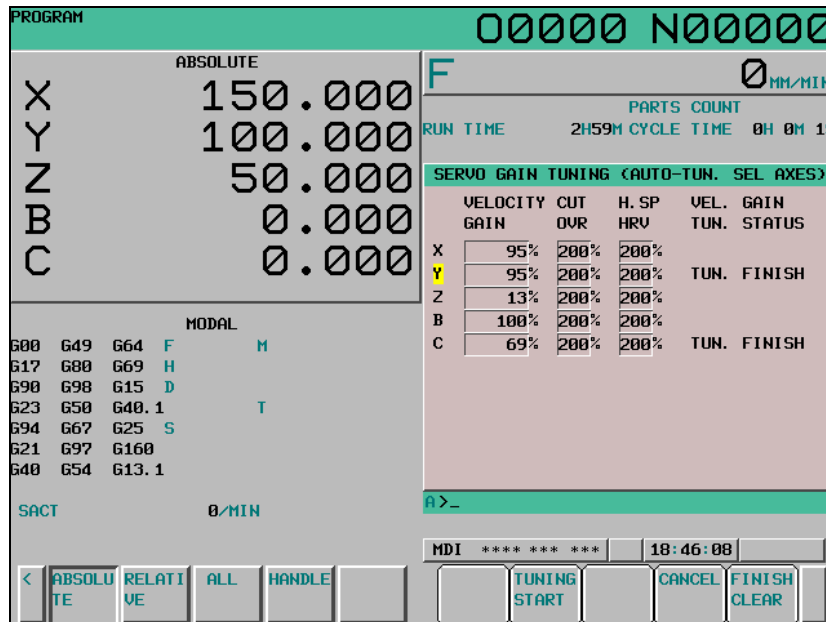 PROGRAM
O0000 N00000
ABSOLUTE
X 150.000
Y 100.000
Z 50.000
B 0.000
C 0.000
F 0 MM/MIN
PARTS COUNT
RUN TIME 2H59M CYCLE TIME 0H 0M 1
SERVO GAIN TUNING (AUTO-TUN. SEL AXES)
VELOCITY CUT H.SP VEL. GAIN
GAIN OVR HRV TUN. STATUS
X 95% 200% 200%
Y 95% 200% 200% TUN. FINISH
Z 13% 200% 200%
B 100% 200% 200%
C 69% 200% 200% TUN. FINISH
MODAL
G00 G49 G64 F M
G17 G80 G69 H
G90 G98 G15 D
G23 G50 G40.1 T
G94 G67 G25 S
G21 G97 G160
G40 G54 G13.1
SACT 0/MIN
A>_
MDI **** *** *** 18:46:08
< ABSOLUTE RELATIVE ALL HANDLE
TUNING START CANCEL FINISH CLEAR